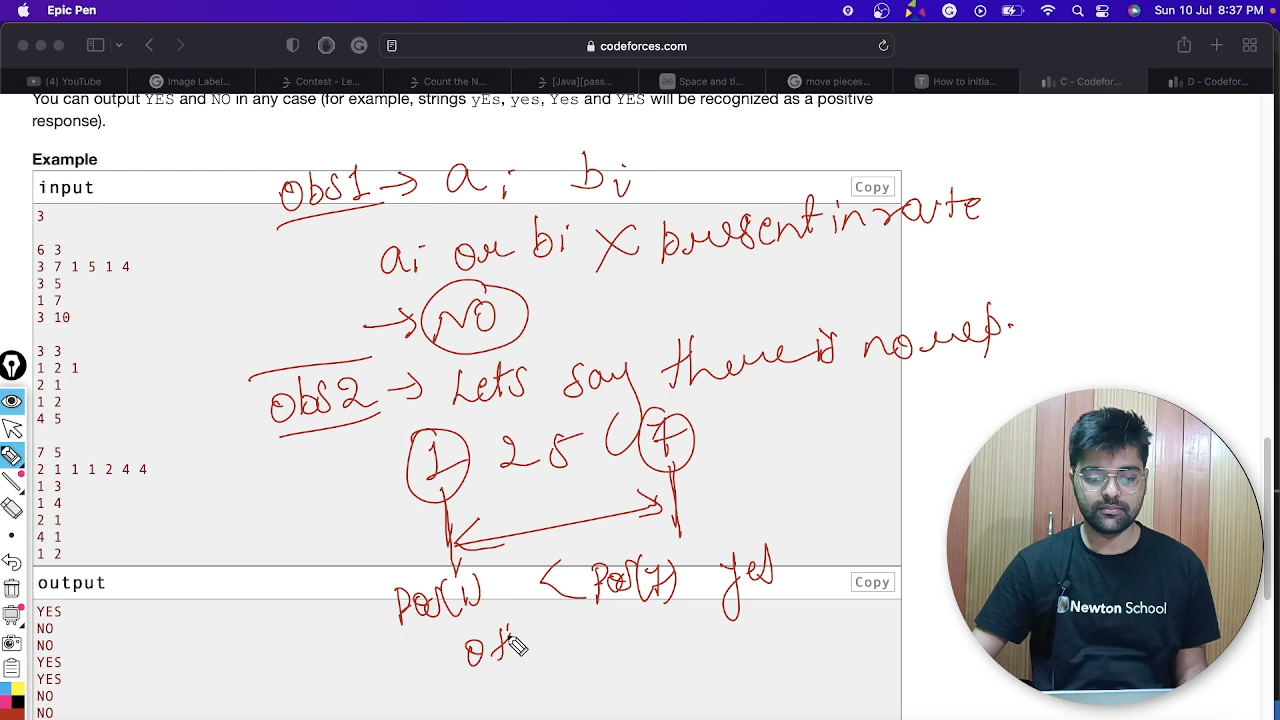 Epic Pen
Sun 10 Jul 8:37 PM
codeforces.com
(4) YouTube
Image Label...
Contest - Le...
Count the N...
[Java][pass...
Space and ti...
move pieces...
How to initia...
C - Codefor...
D - Codefor...
You can output YES and NO in any case (for example, strings yEs, yes, Yes and YES will be recognized as a positive
response).
Example
input
Copy
3
6 3
3 7 1 5 1 4
3 5
1 7
3 10
3 3
1 2 1
2 1
1 2
4 5
7 5
2 1 1 1 2 4 4
1 3
1 4
2 1
4 1
1 2
output
Copy
YES
NO
NO
YES
YES
NO
NO
Obs1 → ai bi
ai or bi X present in route
→ NO
Obs2 → Lets say there is no rep.
1 2 5 6 7
Pos(1) < Pos(7) yes
ot
Newton School